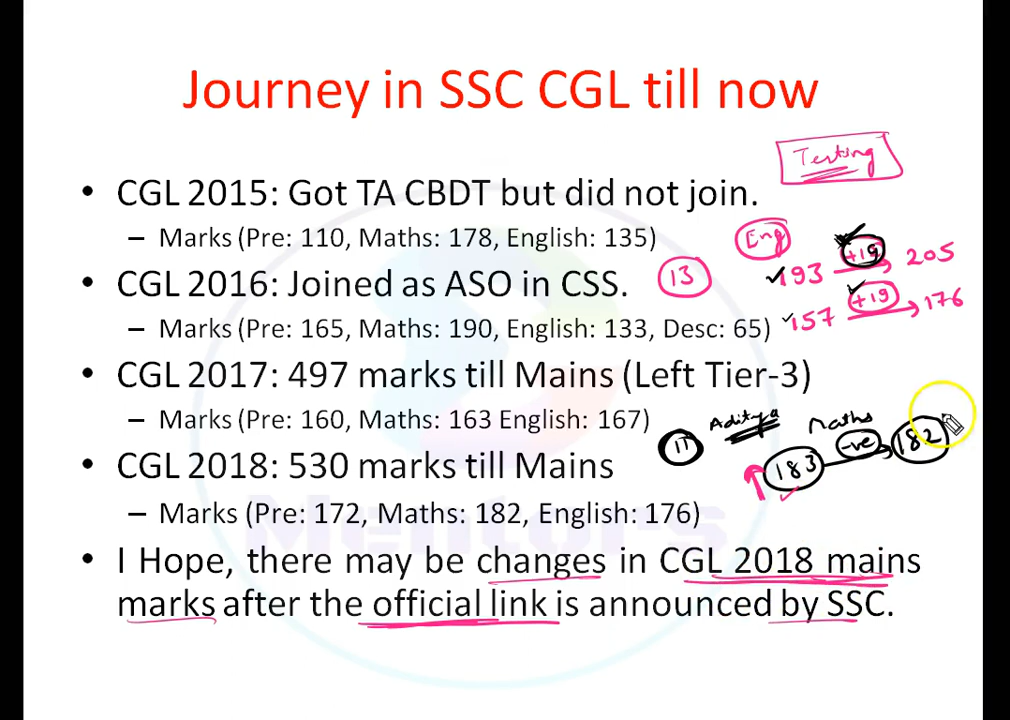 Journey in SSC CGL till now
Testing
• CGL 2015: Got TA CBDT but did not join.
– Marks (Pre: 110, Maths: 178, English: 135)
Eng
193 +19 205
• CGL 2016: Joined as ASO in CSS.
13
– Marks (Pre: 165, Maths: 190, English: 133, Desc: 65)
157 +19 176
• CGL 2017: 497 marks till Mains (Left Tier-3)
– Marks (Pre: 160, Maths: 163 English: 167)
Aditya Maths
• CGL 2018: 530 marks till Mains
183 -ve 182
– Marks (Pre: 172, Maths: 182, English: 176)
• I Hope, there may be changes in CGL 2018 mains
marks after the official link is announced by SSC.
Mentors